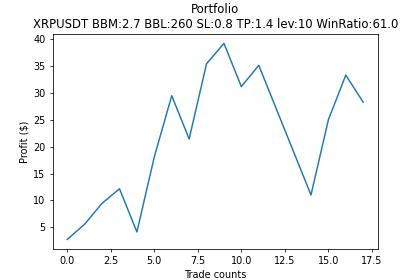 Portfolio
XRPUSDT BBM:2.7 BBL:260 SL:0.8 TP:1.4 lev:10 WinRatio:61.0
40
35
30
25
20
15
10
5
Profit ($)
0.0 2.5 5.0 7.5 10.0 12.5 15.0 17.5
Trade counts